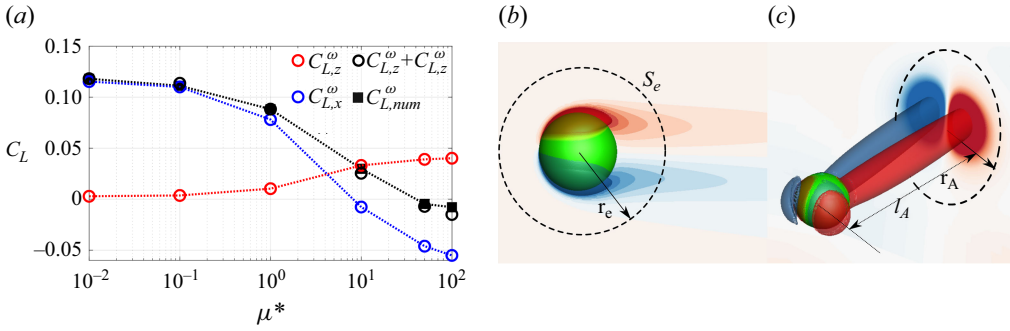 (a)
0.15
0.10
0.05
0
−0.05
C_L
10^−2
10^−1
10^0
10^1
10^2
μ*
C_{L,z}^ω
C_{L,z}^ω+C_{L,z}^ω
C_{L,x}^ω
C_{L,num}^ω
(b)
S_e
r_e
(c)
r_A
l_A